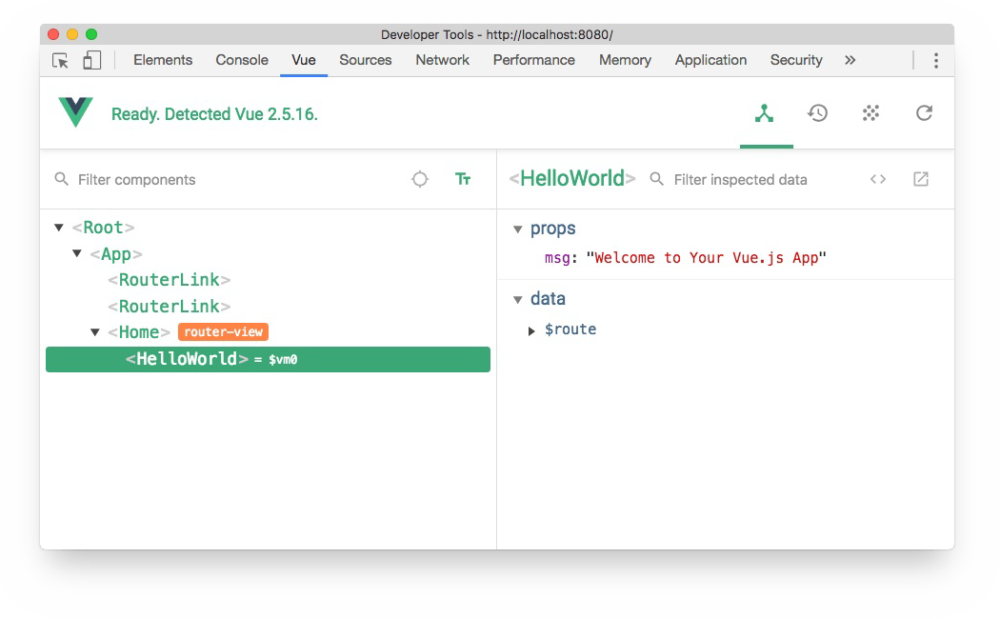 Developer Tools - http://localhost:8080/
Elements Console Vue Sources Network Performance Memory Application Security »
Ready. Detected Vue 2.5.16.
Filter components Tт
<HelloWorld> Filter inspected data <>
▼ <Root>
▼ <App>
<RouterLink>
<RouterLink>
▼ <Home> router-view
<HelloWorld> = $vm0
▼ props
msg: "Welcome to Your Vue.js App"
▼ data
▶ $route